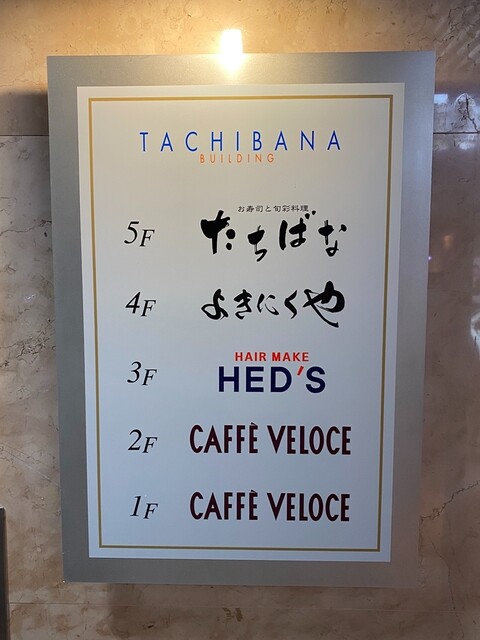 TACHIBANA
BUILDING
お寿司と旬彩料理
5F たちばな
4F よきにくや
HAIR MAKE
3F HED'S
2F CAFFÈ VELOCE
1F CAFFÈ VELOCE